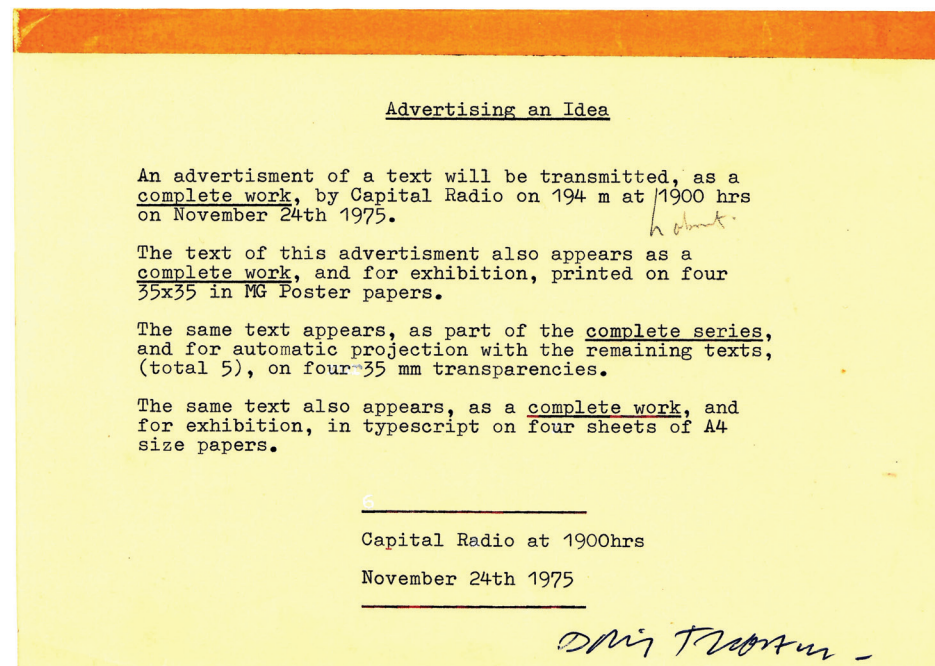 Advertising an Idea
An advertisment of a text will be transmitted, as a
complete work, by Capital Radio on 194 m at 1900 hrs
about
on November 24th 1975.
The text of this advertisment also appears as a
complete work, and for exhibition, printed on four
35x35 in MG Poster papers.
The same text appears, as part of the complete series,
and for automatic projection with the remaining texts,
(total 5), on four 35 mm transparencies.
The same text also appears, as a complete work, and
for exhibition, in typescript on four sheets of A4
size papers.
Capital Radio at 1900hrs
November 24th 1975